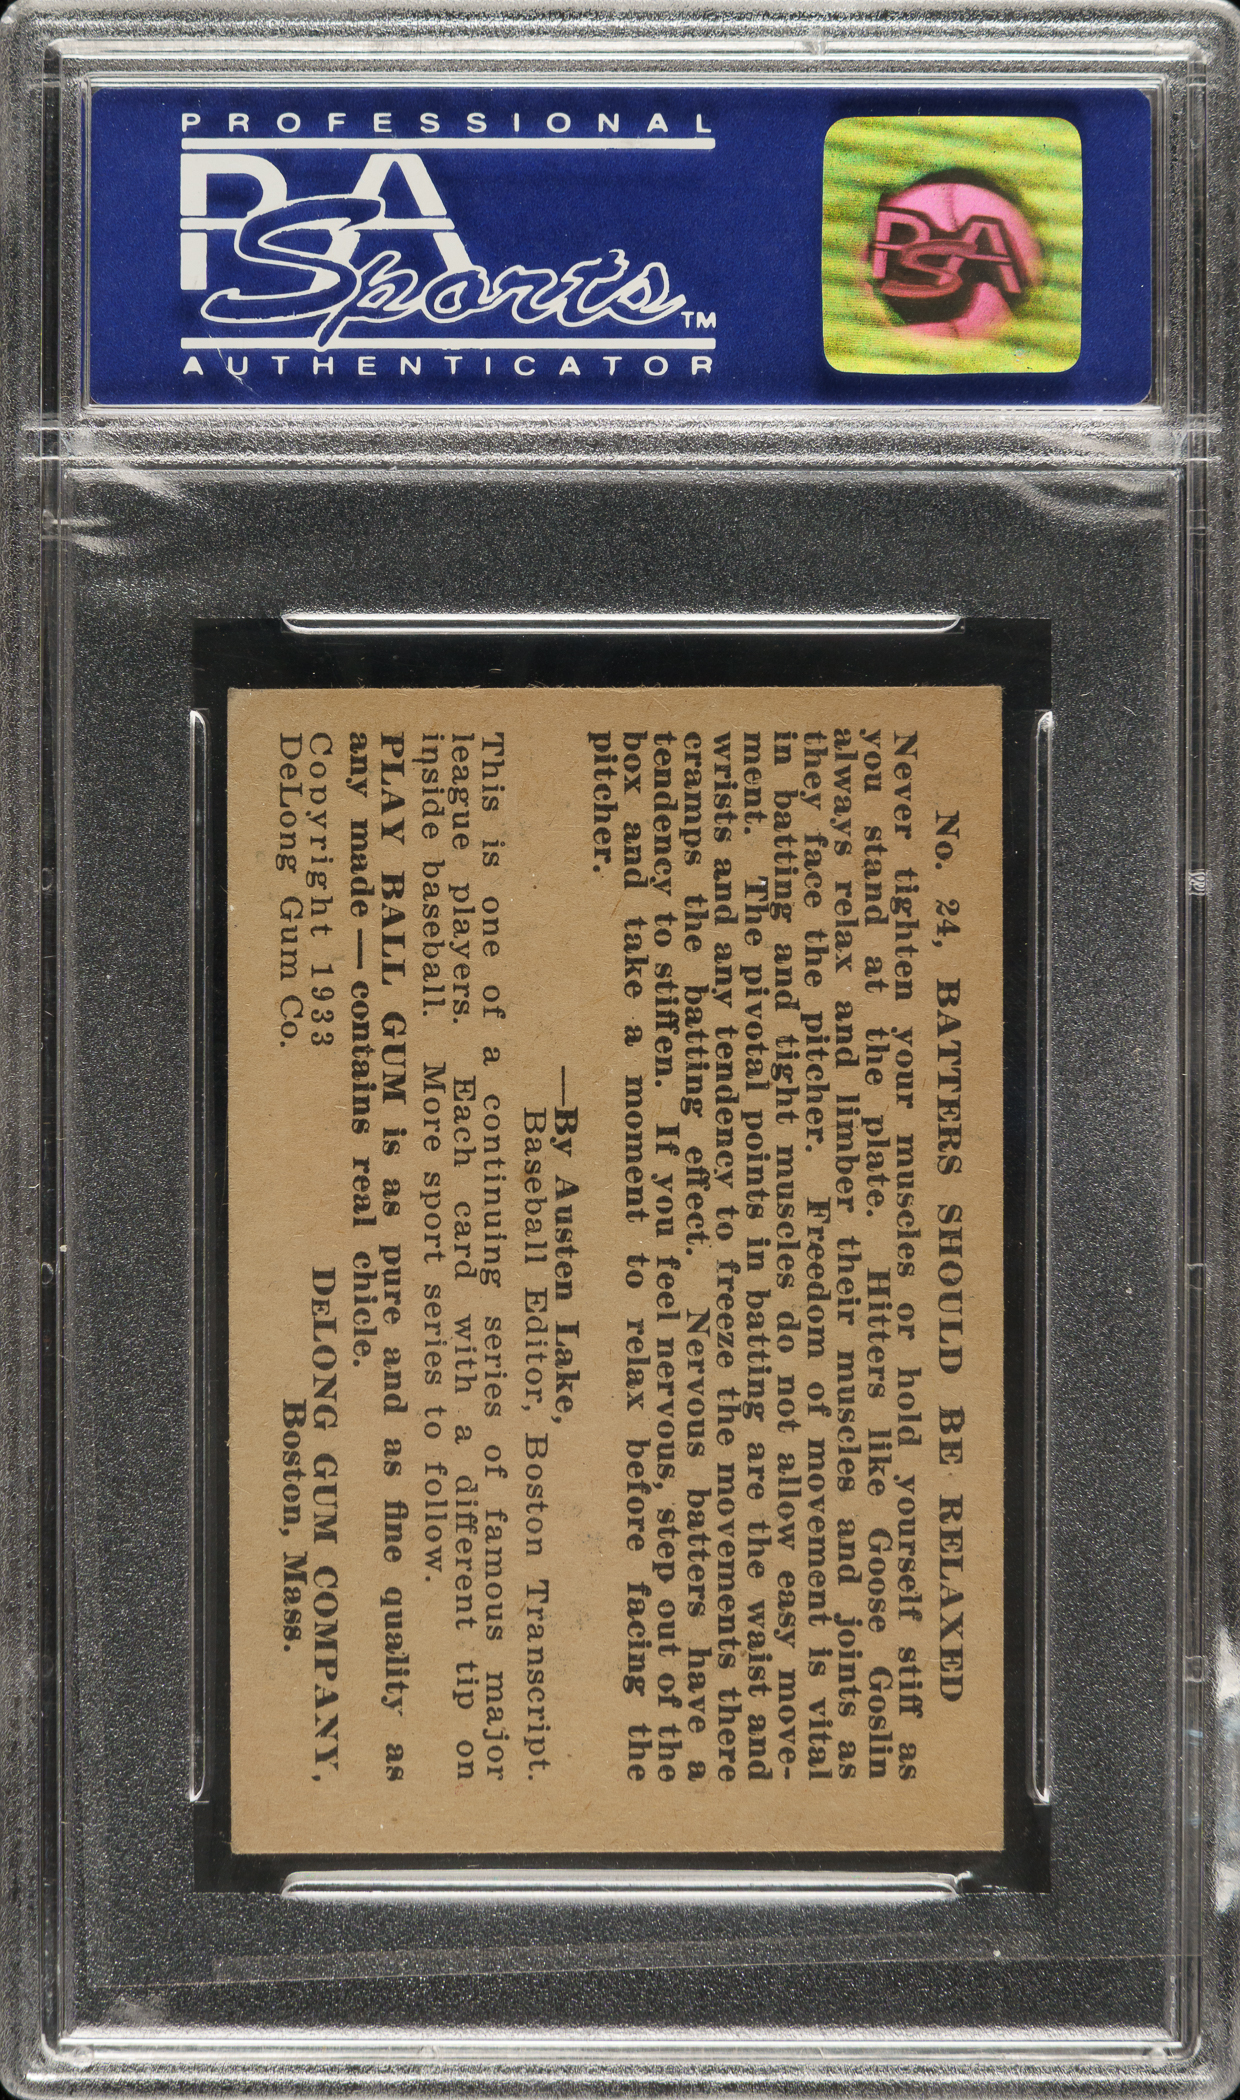 PROFESSIONAL
PSA
Sports™
AUTHENTICATOR
PSA
No. 24, BATTERS SHOULD BE RELAXED
Never tighten your muscles or hold yourself stiff as
you stand at the plate. Hitters like Goose Goslin
always relax and limber their muscles and joints as
they face the pitcher. Freedom of movement is vital
in batting and tight muscles do not allow easy move-
ment. The pivotal points in batting are the waist and
wrists and any tendency to freeze the movements there
cramps the batting effect. Nervous batters have a
tendency to stiffen. If you feel nervous, step out of the
box and take a moment to relax before facing the
pitcher.
—By Austen Lake,
Baseball Editor, Boston Transcript.
This is one of a continuing series of famous major
league players. Each card with a different tip on
inside baseball. More sport series to follow.
PLAY BALL GUM is as pure and as fine quality as
any made — contains real chicle.
Copyright 1933 DELONG GUM COMPANY,
DeLong Gum Co. Boston, Mass.